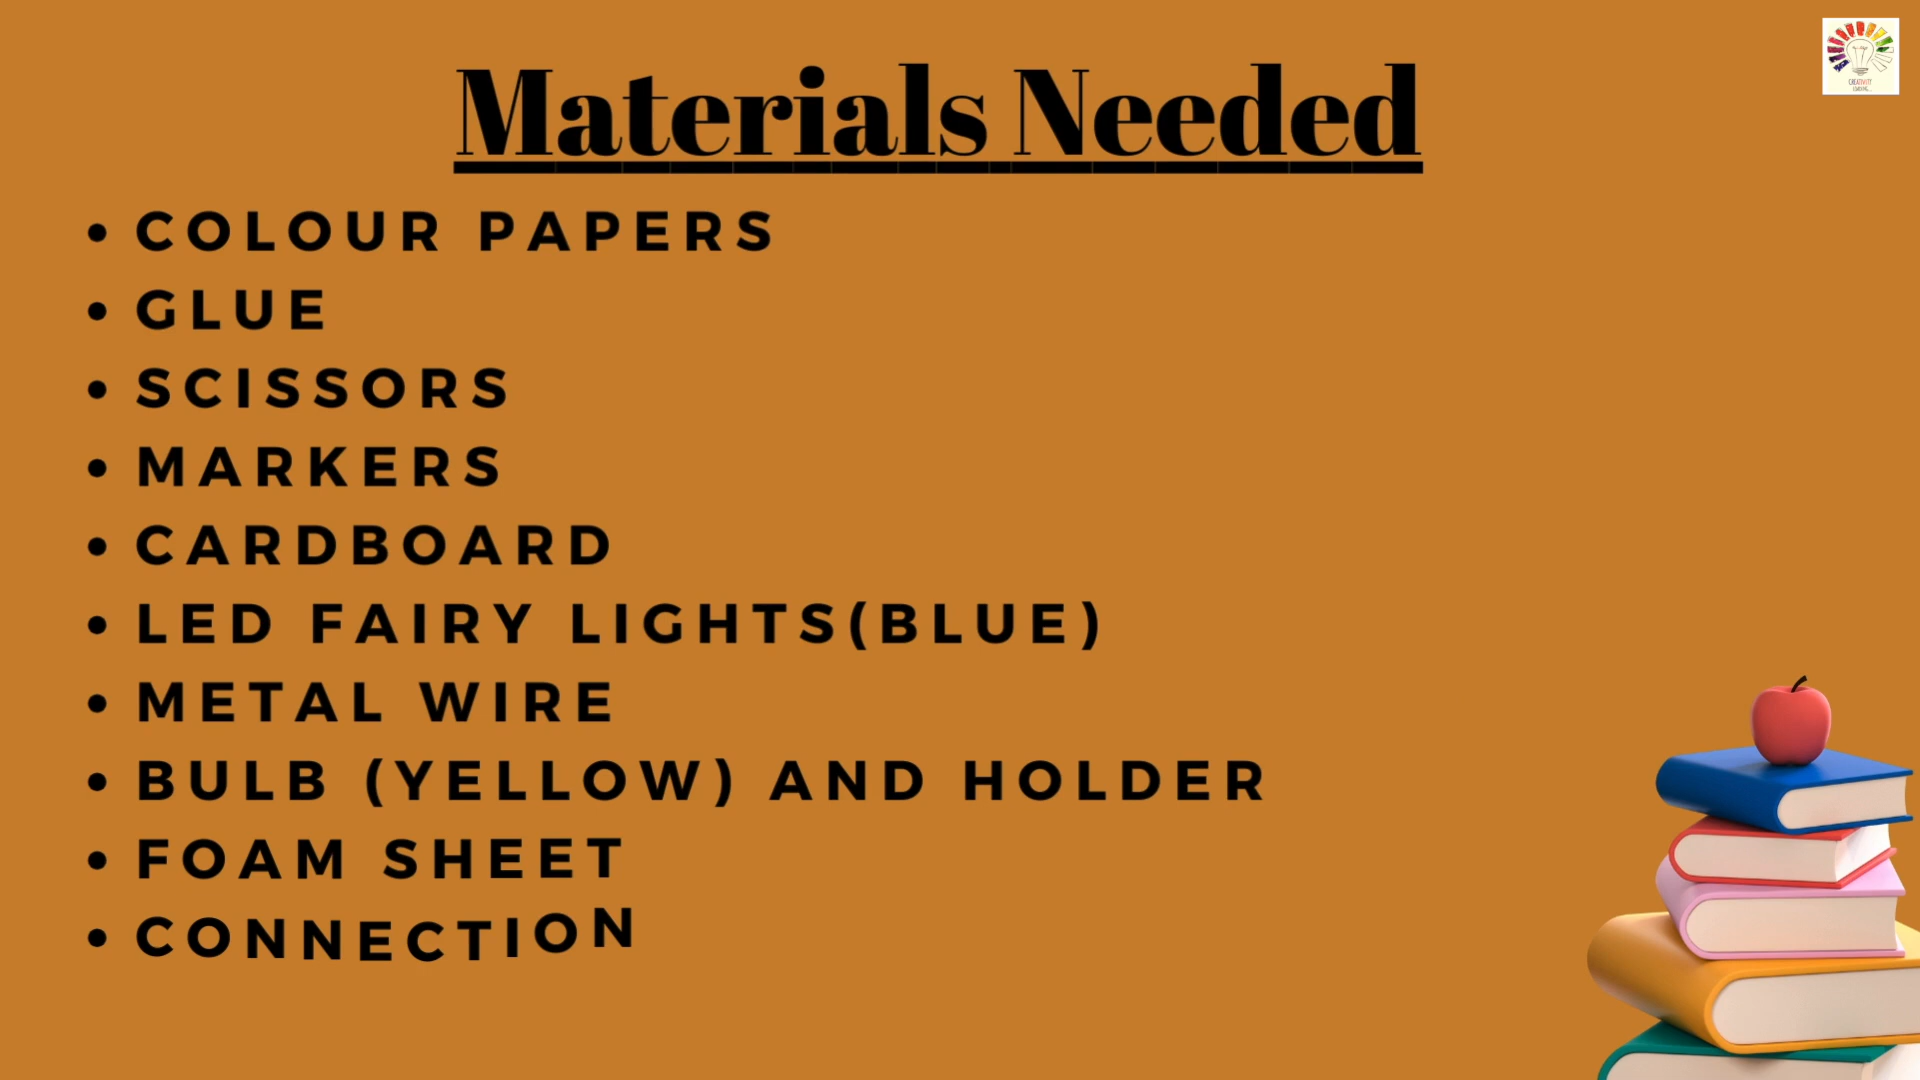 Materials Needed
• COLOUR PAPERS
• GLUE
• SCISSORS
• MARKERS
• CARDBOARD
• LED FAIRY LIGHTS(BLUE)
• METAL WIRE
• BULB (YELLOW) AND HOLDER
• FOAM SHEET
• CONNECTION
CREATIVITY